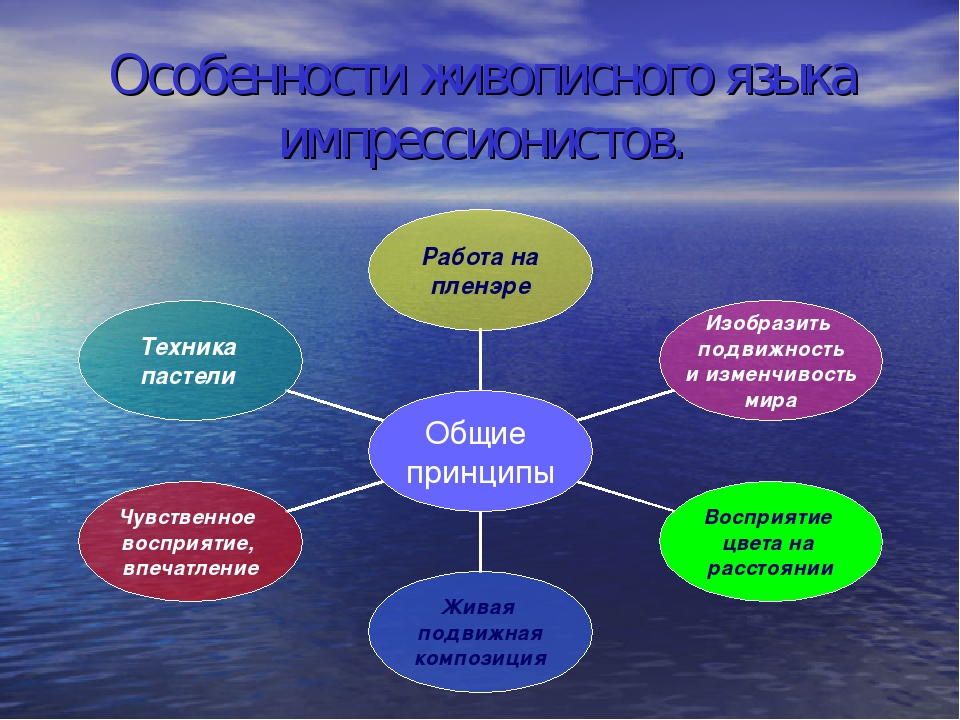 Особенности живописного языка
импрессионистов.
Работа на
пленэре
Техника
пастели
Изобразить
подвижность
и изменчивость
мира
Общие
принципы
Чувственное
восприятие,
впечатление
Восприятие
цвета на
расстоянии
Живая
подвижная
композиция